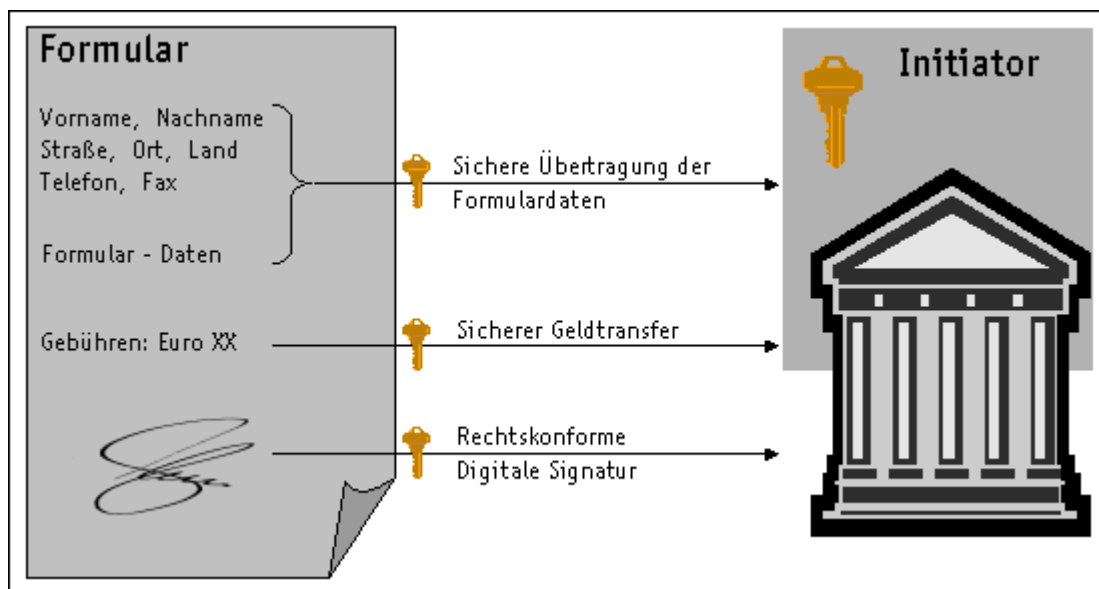 Formular
Vorname, Nachname
Straße, Ort, Land
Telefon, Fax
Formular - Daten
Gebühren: Euro XX
Sichere Übertragung der
Formulardaten
Sicherer Geldtransfer
Rechtskonforme
Digitale Signatur
Initiator